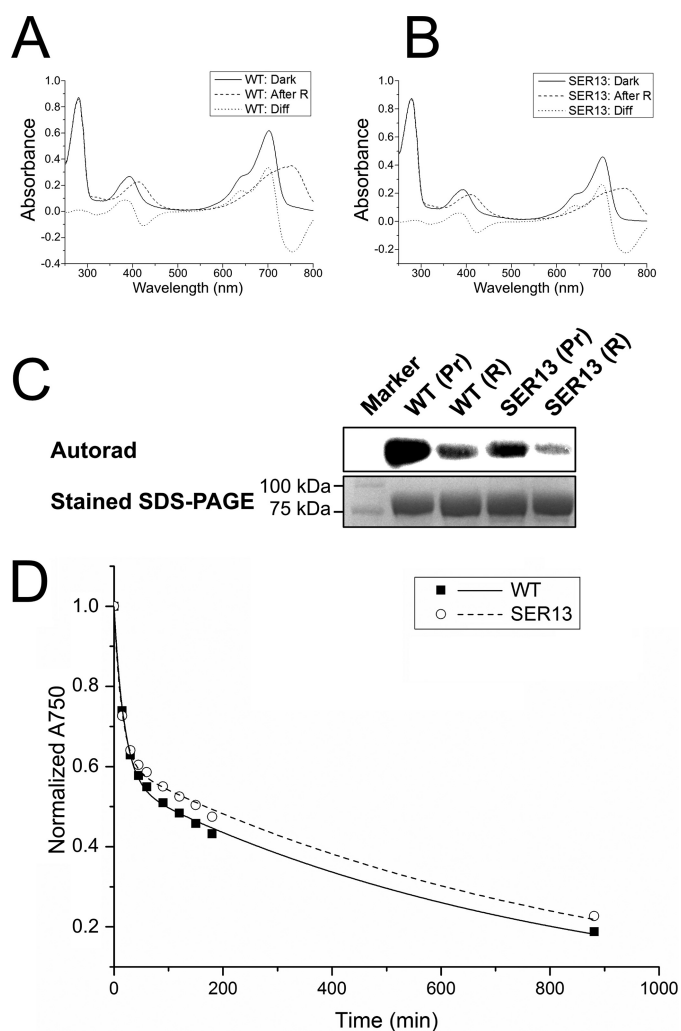 A
B
WT: Dark
WT: After R
WT: Diff
SER13: Dark
SER13: After R
SER13: Diff
Absorbance
1.0
0.8
0.6
0.4
0.2
0.0
-0.2
-0.4
300 400 500 600 700 800
Wavelength (nm)
Absorbance
1.0
0.8
0.6
0.4
0.2
0.0
-0.2
300 400 500 600 700 800
Wavelength (nm)
C
Marker
WT (Pr)
WT (R)
SER13 (Pr)
SER13 (R)
Autorad
Stained SDS-PAGE
100 kDa
75 kDa
D
WT
SER13
Normalized A750
1.0
0.8
0.6
0.4
0.2
0 200 400 600 800 1000
Time (min)